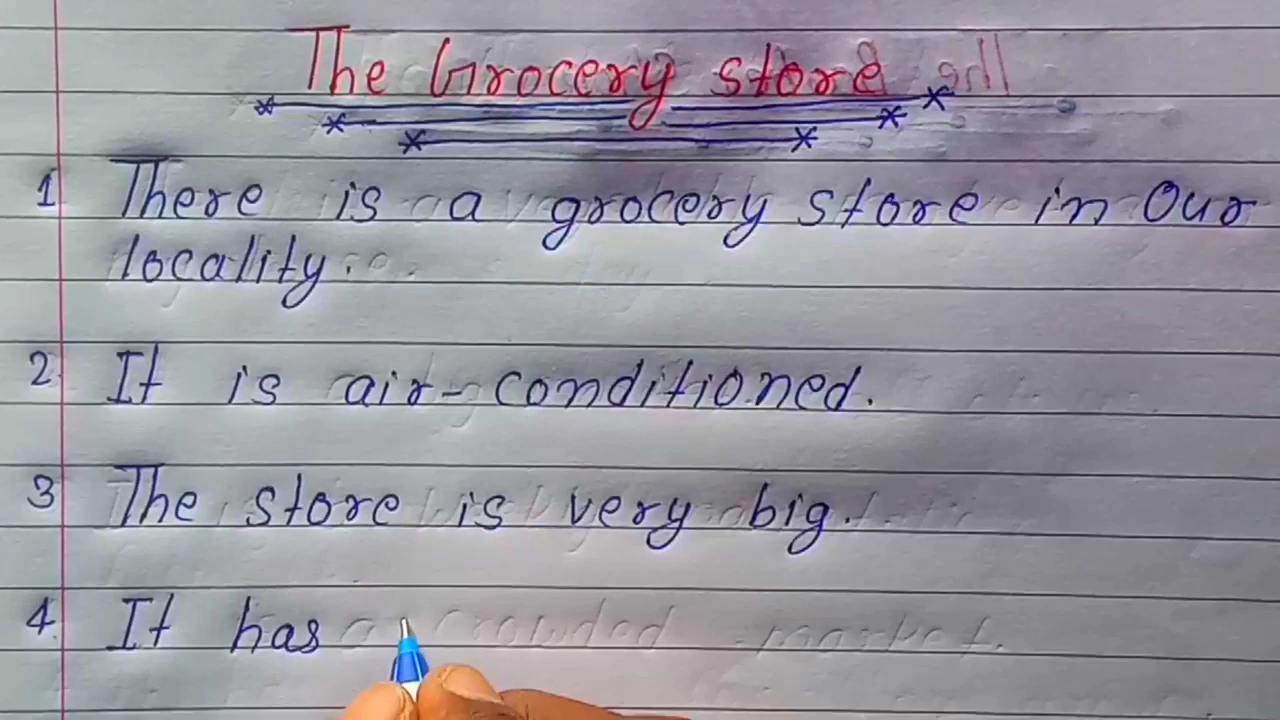 The Grocery store
1 There is a grocery store in Our
locality.
2 It is air-conditioned.
3 The store is very big.
4 It has